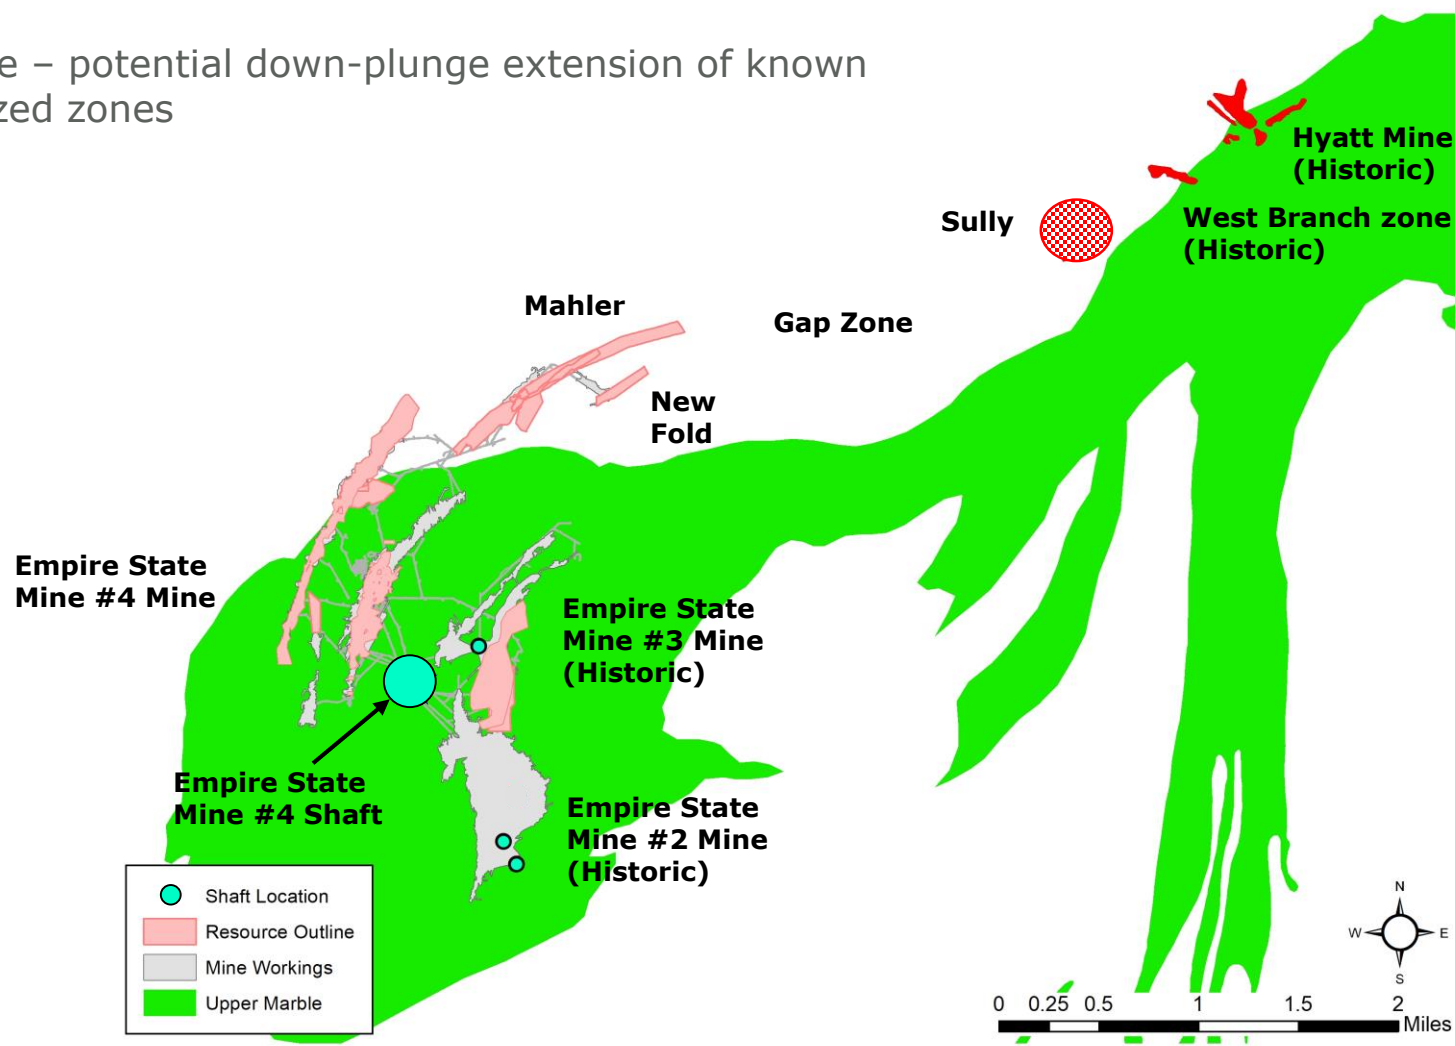 e – potential down-plunge extension of known
zed zones
Hyatt Mine
(Historic)
Sully
West Branch zone
(Historic)
Mahler
Gap Zone
New
Fold
Empire State
Mine #4 Mine
Empire State
Mine #3 Mine
(Historic)
Empire State
Mine #4 Shaft
Empire State
Mine #2 Mine
(Historic)
Shaft Location
Resource Outline
Mine Workings
Upper Marble
N
W E
S
0 0.25 0.5 1 1.5 2
Miles